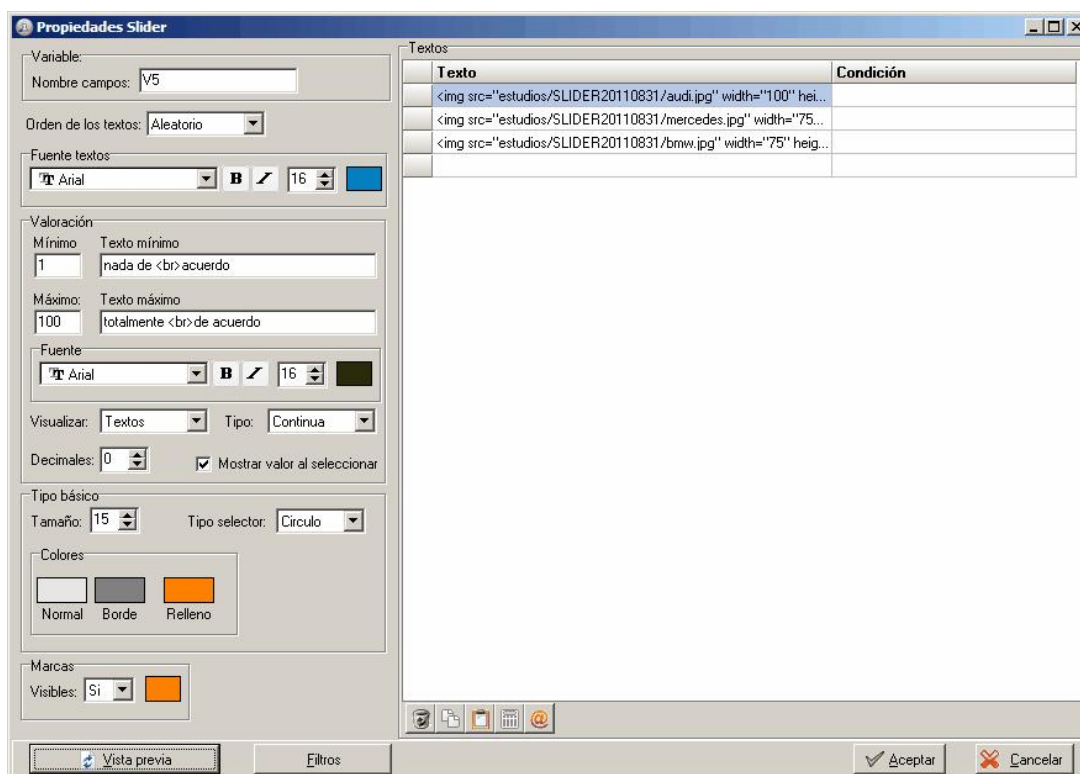 Propiedades Slider
Variable:
Nombre campos: V5
Orden de los textos: Aleatorio
Fuente textos
Arial B I 16
Valoración
Mínimo Texto mínimo
1 nada de <br>acuerdo
Máximo: Texto máximo
100 totalmente <br>de acuerdo
Fuente
Arial B I 16
Visualizar: Textos Tipo: Continua
Decimales: 0 Mostrar valor al seleccionar
Tipo básico
Tamaño: 15 Tipo selector: Circulo
Colores
Normal Borde Relleno
Marcas
Visibles: Si
Textos
Texto Condición
<img src="estudios/SLIDER20110831/audi.jpg" width="100" hei...
<img src="estudios/SLIDER20110831/mercedes.jpg" width="75...
<img src="estudios/SLIDER20110831/bmw.jpg" width="75" heig...
Vista previa Filtros Aceptar Cancelar